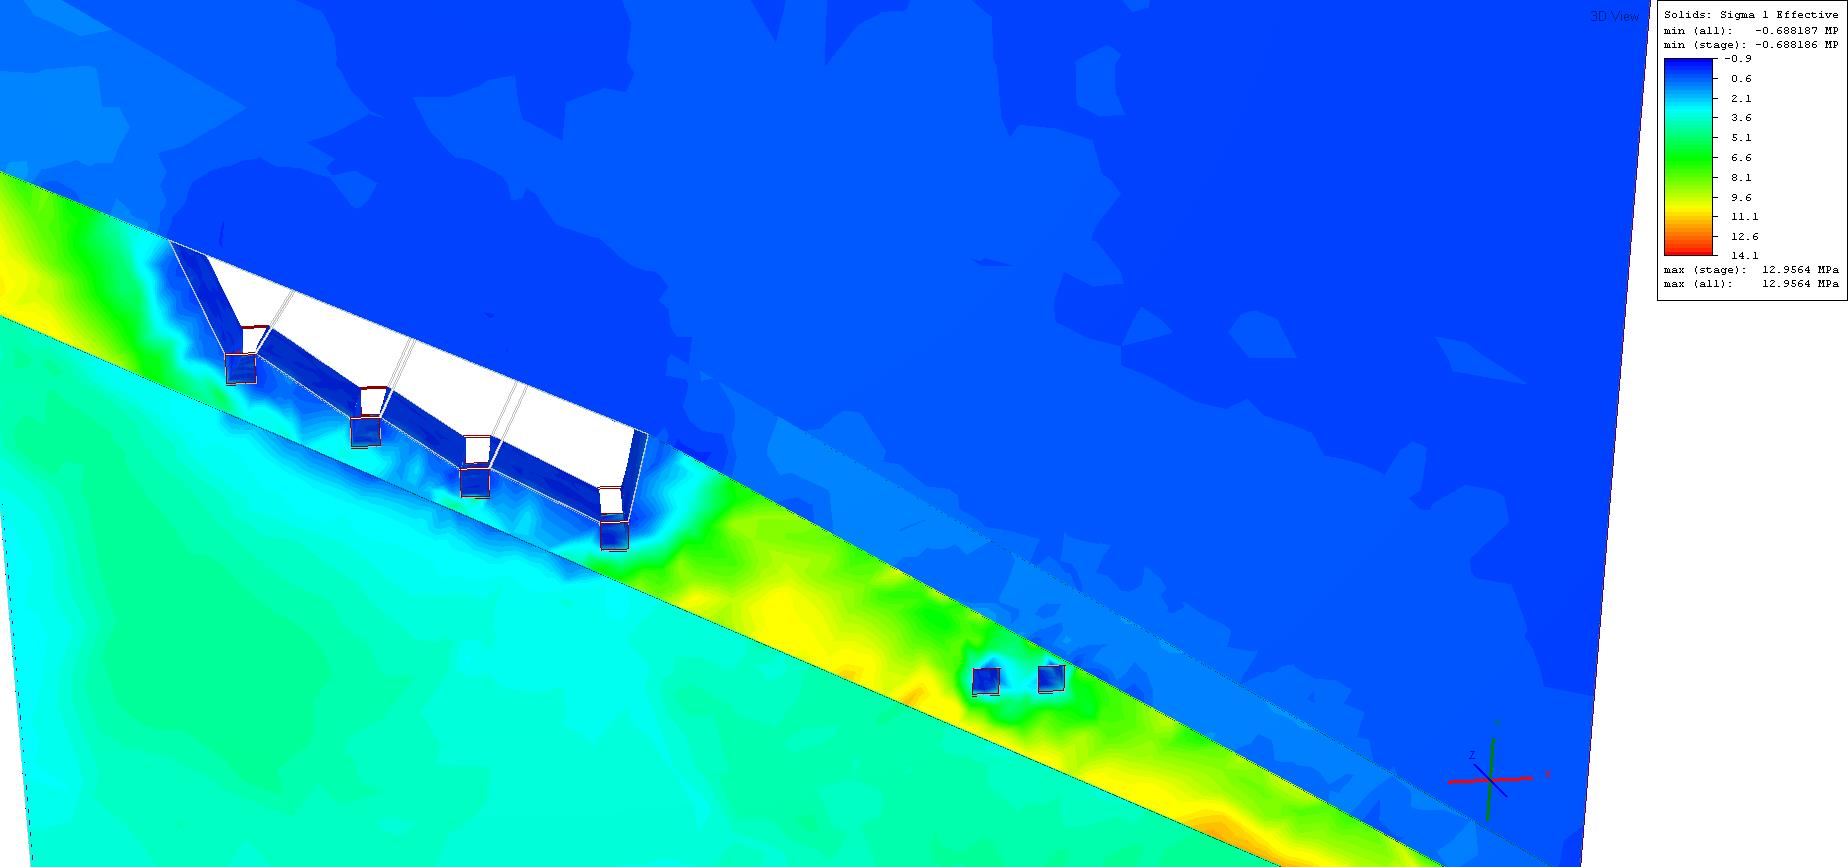 3D View
Solids: Sigma 1 Effective
min (all): -0.688187 MP
min (stage): -0.688186 MP
-0.9
0.6
2.1
3.6
5.1
6.6
8.1
9.6
11.1
12.6
14.1
max (stage): 12.9564 MPa
max (all): 12.9564 MPa
Z
X